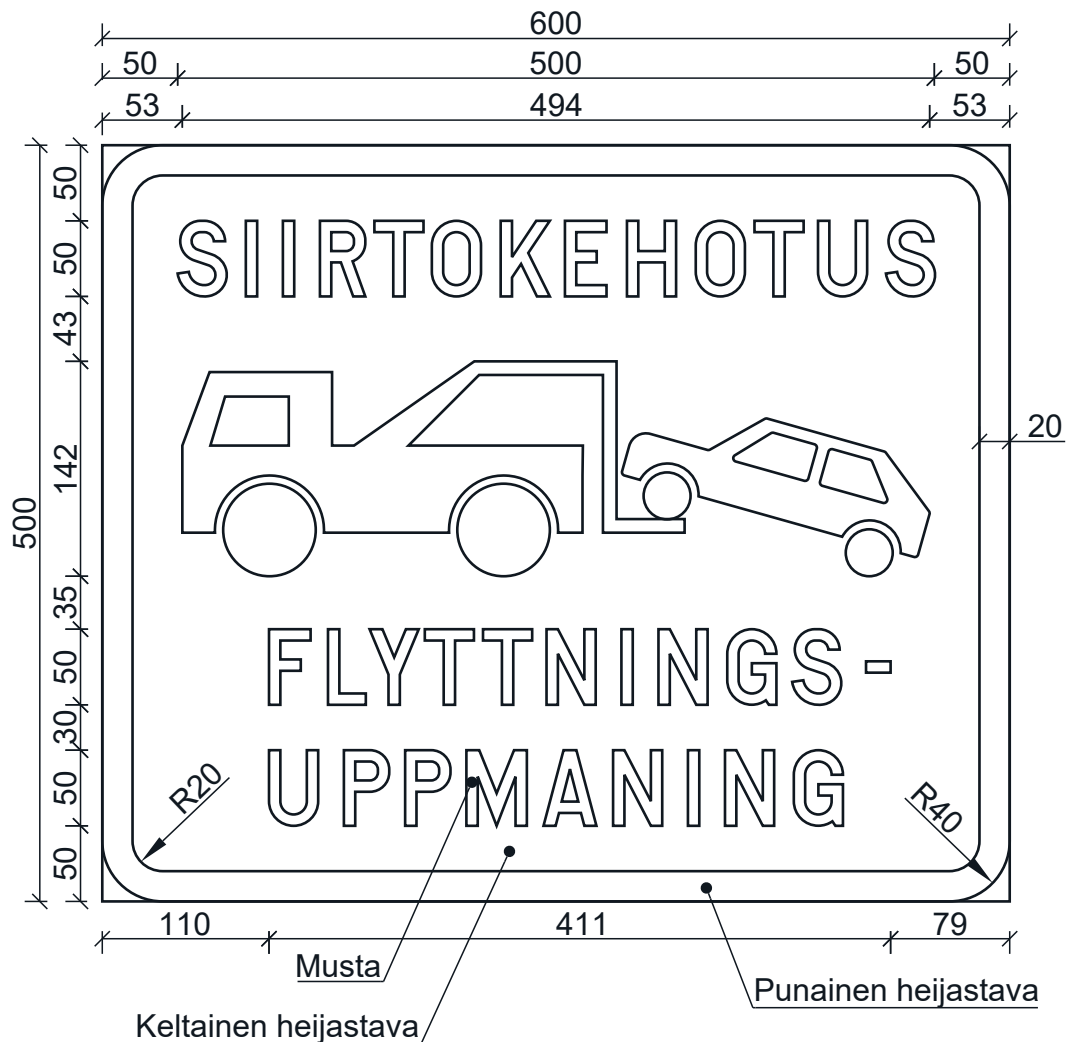 600
50 500 50
53 494 53
50
50
43
142
500
35
50
30
50
50
20
SIIRTOKEHOTUS
FLYTTNINGS-
UPPMANING
R20
R40
110 411 79
Musta
Punainen heijastava
Keltainen heijastava